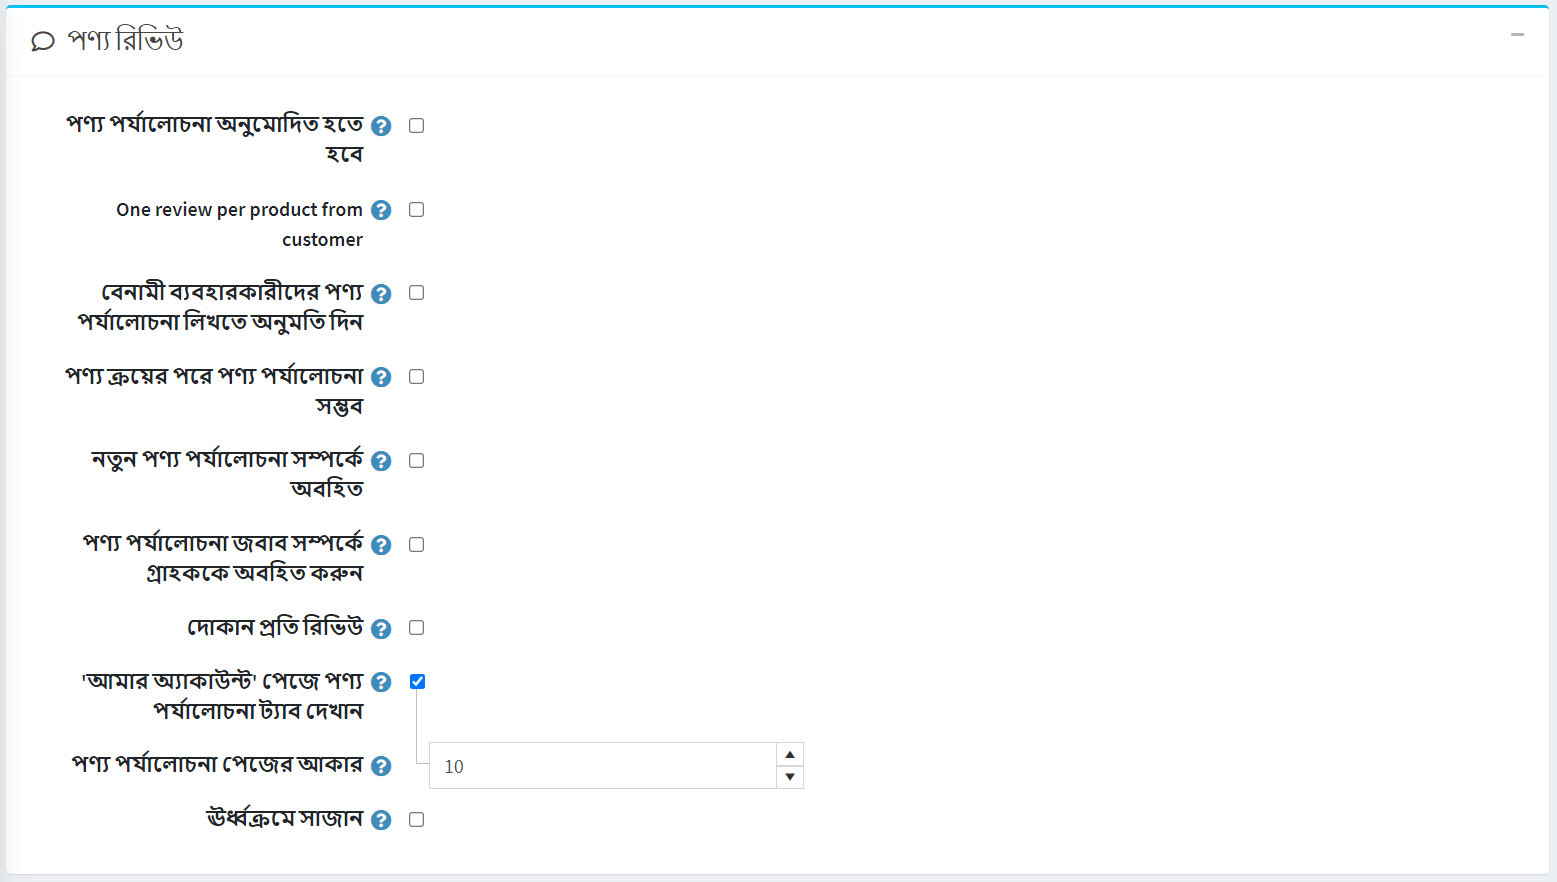 পণ্য রিভিউ
পণ্য পর্যালোচনা অনুমোদিত হতে
হবে
One review per product from
customer
বেনামী ব্যবহারকারীদের পণ্য
পর্যালোচনা লিখতে অনুমতি দিন
পণ্য ক্রয়ের পরে পণ্য পর্যালোচনা
সম্ভব
নতুন পণ্য পর্যালোচনা সম্পর্কে
অবহিত
পণ্য পর্যালোচনা জবাব সম্পর্কে
গ্রাহককে অবহিত করুন
দোকান প্রতি রিভিউ
'আমার অ্যাকাউন্ট' পেজে পণ্য
পর্যালোচনা ট্যাব দেখান
পণ্য পর্যালোচনা পেজের আকার
10
ঊর্ধ্বক্রমে সাজান